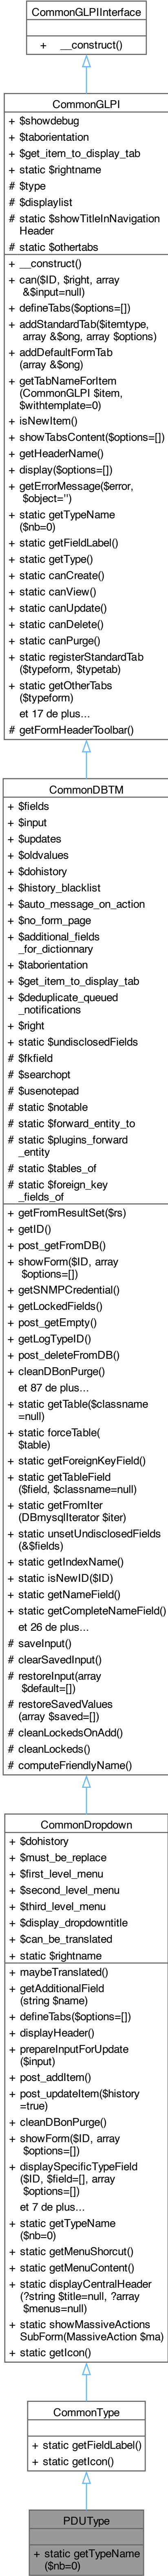 CommonGLPIInterface
+ __construct()
CommonGLPI
+ $showdebug
+ $taborientation
+ $get_item_to_display_tab
+ static $rightname
# $type
# $displaylist
# static $showTitleInNavigation
Header
# static $othertabs
+ __construct()
+ can($ID, $right, array
&$input=null)
+ defineTabs($options=[])
+ addStandardTab($itemtype,
array &$ong, array $options)
+ addDefaultFormTab
(array &$ong)
+ getTabNameForItem
(CommonGLPI $item,
$withtemplate=0)
+ isNewItem()
+ showTabsContent($options=[])
+ getHeaderName()
+ display($options=[])
+ getErrorMessage($error,
$object='')
+ static getTypeName
($nb=0)
+ static getFieldLabel()
+ static getType()
+ static canCreate()
+ static canView()
+ static canUpdate()
+ static canDelete()
+ static canPurge()
+ static registerStandardTab
($typeform, $typetab)
+ static getOtherTabs
($typeform)
et 17 de plus...
# getFormHeaderToolbar()
CommonDBTM
+ $fields
+ $input
+ $updates
+ $oldvalues
+ $dohistory
+ $history_blacklist
+ $auto_message_on_action
+ $no_form_page
+ $additional_fields
_for_dictionnary
+ $taborientation
+ $get_item_to_display_tab
+ $deduplicate_queued
_notifications
+ $right
+ static $undisclosedFields
# $fkfield
# $searchopt
# $usenotepad
# static $notable
# static $forward_entity_to
# static $plugins_forward
_entity
# static $tables_of
# static $foreign_key
_fields_of
+ getFromResultSet($rs)
+ getID()
+ post_getFromDB()
+ showForm($ID, array
$options=[])
+ getSNMPCredential()
+ getLockedFields()
+ post_getEmpty()
+ getLogTypeID()
+ post_deleteFromDB()
+ cleanDBonPurge()
et 87 de plus...
+ static getTable($classname
=null)
+ static forceTable(
$table)
+ static getForeignKeyField()
+ static getTableField
($field, $classname=null)
+ static getFromIter
(DBmysqlIterator $iter)
+ static unsetUndisclosedFields
(&$fields)
+ static getIndexName()
+ static isNewID($ID)
+ static getNameField()
+ static getCompleteNameField()
et 26 de plus...
# saveInput()
# clearSavedInput()
# restoreInput(array
$default=[])
# restoreSavedValues
(array $saved=[])
# cleanLockedsOnAdd()
# cleanLockeds()
# computeFriendlyName()
CommonDropdown
+ $dohistory
+ $must_be_replace
+ $first_level_menu
+ $second_level_menu
+ $third_level_menu
+ $display_dropdowntitle
+ $can_be_translated
+ static $rightname
+ maybeTranslated()
+ getAdditionalField
(string $name)
+ defineTabs($options=[])
+ displayHeader()
+ prepareInputForUpdate
($input)
+ post_addItem()
+ post_updateItem($history
=true)
+ cleanDBonPurge()
+ showForm($ID, array
$options=[])
+ displaySpecificTypeField
($ID, $field=[], array
$options=[])
et 7 de plus...
+ static getTypeName
($nb=0)
+ static getMenuShorcut()
+ static getMenuContent()
+ static displayCentralHeader
(?string $title=null, ?array
$menus=null)
+ static showMassiveActions
SubForm(MassiveAction $ma)
+ static getIcon()
CommonType
+ static getFieldLabel()
+ static getIcon()
PDUType
+ static getTypeName
($nb=0)